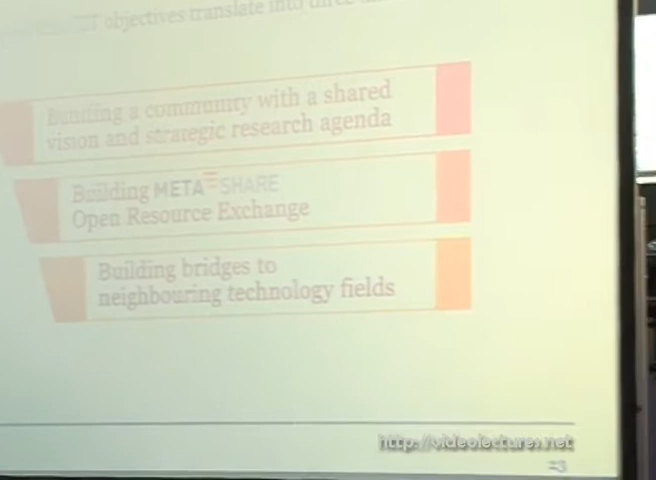 objectives translate into three
Building a community with a shared
vision and strategic research agenda
Building META SHARE
Open Resource Exchange
Building bridges to
neighbouring technology fields
http://videolectures.net